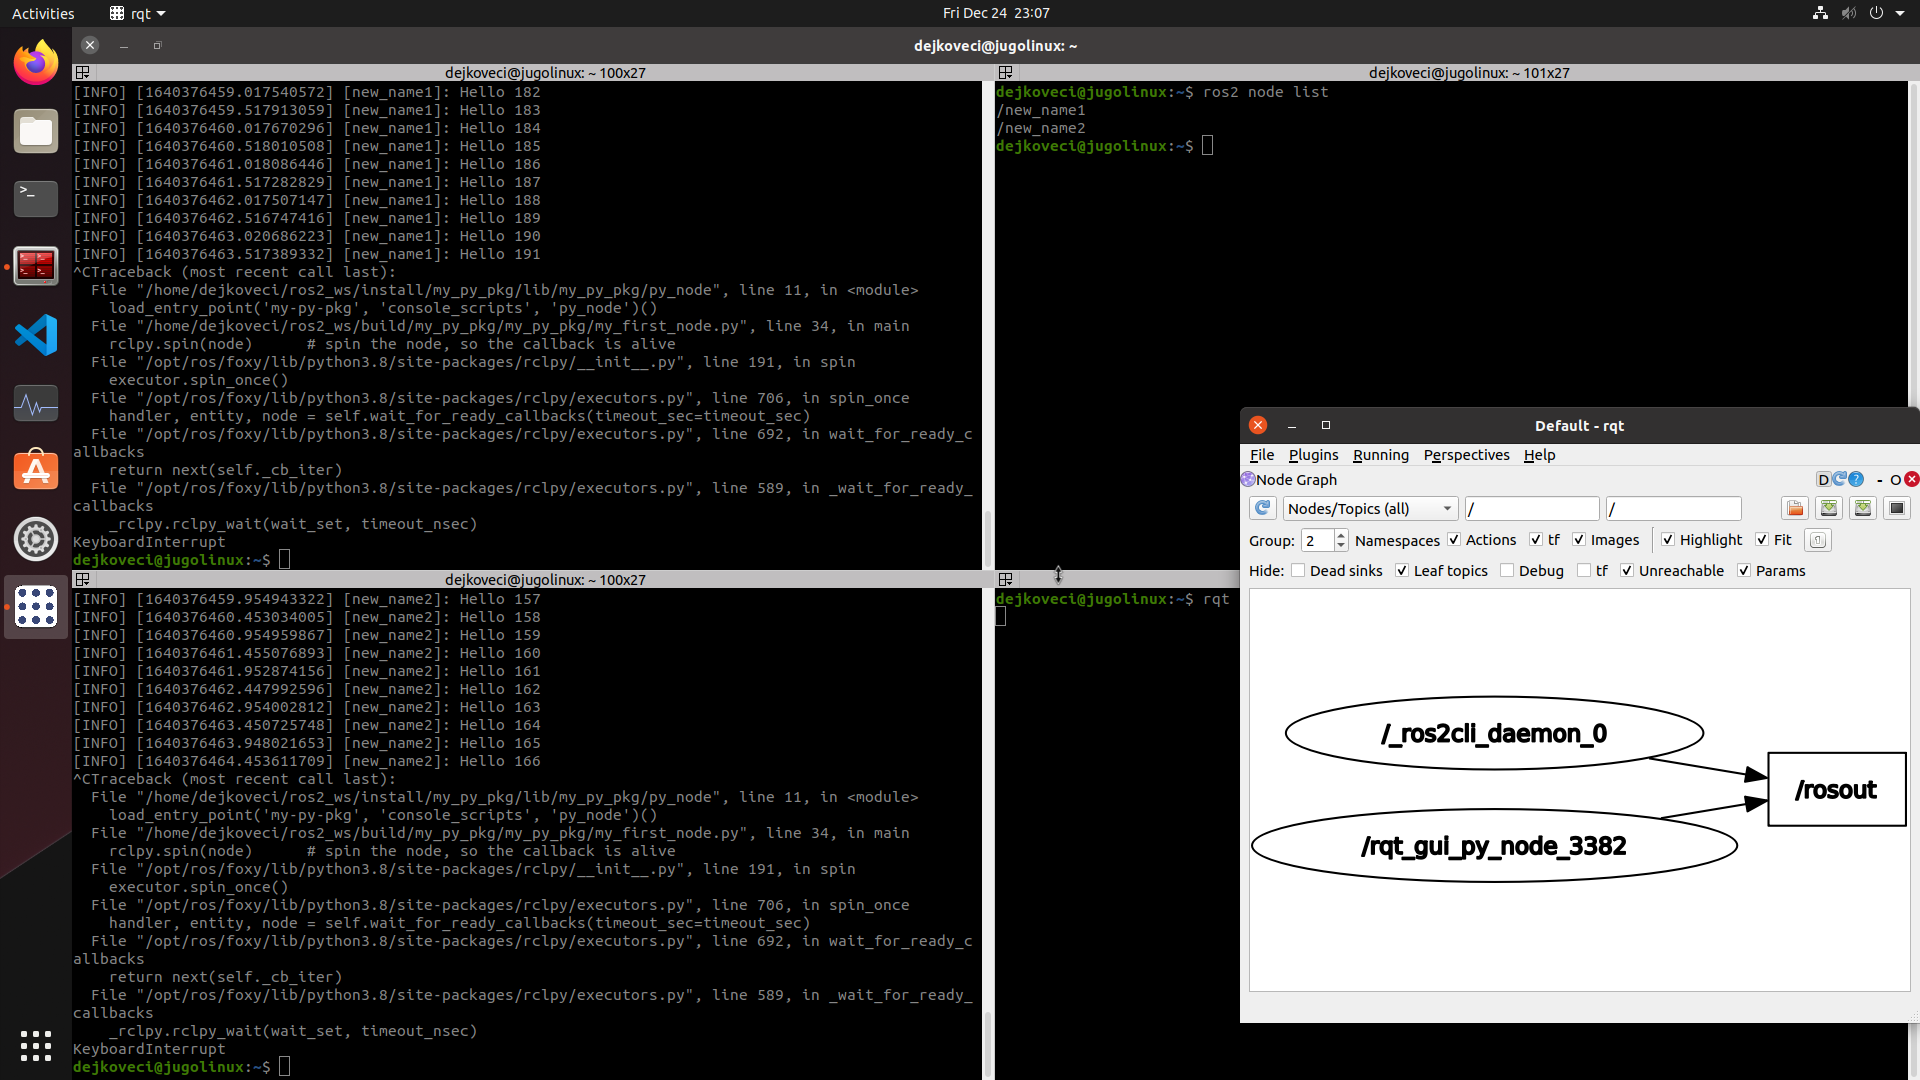 Activities
rqt
Fri Dec 24 23:07
dejkoveci@jugolinux: ~
dejkoveci@jugolinux: ~ 100x27
[INFO] [1640376459.017540572] [new_name1]: Hello 182
[INFO] [1640376459.517913059] [new_name1]: Hello 183
[INFO] [1640376460.017670296] [new_name1]: Hello 184
[INFO] [1640376460.518010508] [new_name1]: Hello 185
[INFO] [1640376461.018086446] [new_name1]: Hello 186
[INFO] [1640376461.517282829] [new_name1]: Hello 187
[INFO] [1640376462.017507147] [new_name1]: Hello 188
[INFO] [1640376462.516747416] [new_name1]: Hello 189
[INFO] [1640376463.020686223] [new_name1]: Hello 190
[INFO] [1640376463.517389332] [new_name1]: Hello 191
^CTraceback (most recent call last):
  File "/home/dejkoveci/ros2_ws/install/my_py_pkg/lib/my_py_pkg/py_node", line 11, in <module>
    load_entry_point('my-py-pkg', 'console_scripts', 'py_node')()
  File "/home/dejkoveci/ros2_ws/build/my_py_pkg/my_py_pkg/my_first_node.py", line 34, in main
    rclpy.spin(node)      # spin the node, so the callback is alive
  File "/opt/ros/foxy/lib/python3.8/site-packages/rclpy/__init__.py", line 191, in spin
    executor.spin_once()
  File "/opt/ros/foxy/lib/python3.8/site-packages/rclpy/executors.py", line 706, in spin_once
    handler, entity, node = self.wait_for_ready_callbacks(timeout_sec=timeout_sec)
  File "/opt/ros/foxy/lib/python3.8/site-packages/rclpy/executors.py", line 692, in wait_for_ready_c
allbacks
    return next(self._cb_iter)
  File "/opt/ros/foxy/lib/python3.8/site-packages/rclpy/executors.py", line 589, in _wait_for_ready_
callbacks
    _rclpy.rclpy_wait(wait_set, timeout_nsec)
KeyboardInterrupt
dejkoveci@jugolinux:~$
dejkoveci@jugolinux: ~ 100x27
[INFO] [1640376459.954943322] [new_name2]: Hello 157
[INFO] [1640376460.453034005] [new_name2]: Hello 158
[INFO] [1640376460.954959867] [new_name2]: Hello 159
[INFO] [1640376461.455076893] [new_name2]: Hello 160
[INFO] [1640376461.952874156] [new_name2]: Hello 161
[INFO] [1640376462.447992596] [new_name2]: Hello 162
[INFO] [1640376462.954002812] [new_name2]: Hello 163
[INFO] [1640376463.450725748] [new_name2]: Hello 164
[INFO] [1640376463.948021653] [new_name2]: Hello 165
[INFO] [1640376464.453611709] [new_name2]: Hello 166
^CTraceback (most recent call last):
  File "/home/dejkoveci/ros2_ws/install/my_py_pkg/lib/my_py_pkg/py_node", line 11, in <module>
    load_entry_point('my-py-pkg', 'console_scripts', 'py_node')()
  File "/home/dejkoveci/ros2_ws/build/my_py_pkg/my_py_pkg/my_first_node.py", line 34, in main
    rclpy.spin(node)      # spin the node, so the callback is alive
  File "/opt/ros/foxy/lib/python3.8/site-packages/rclpy/__init__.py", line 191, in spin
    executor.spin_once()
  File "/opt/ros/foxy/lib/python3.8/site-packages/rclpy/executors.py", line 706, in spin_once
    handler, entity, node = self.wait_for_ready_callbacks(timeout_sec=timeout_sec)
  File "/opt/ros/foxy/lib/python3.8/site-packages/rclpy/executors.py", line 692, in wait_for_ready_c
allbacks
    return next(self._cb_iter)
  File "/opt/ros/foxy/lib/python3.8/site-packages/rclpy/executors.py", line 589, in _wait_for_ready_
callbacks
    _rclpy.rclpy_wait(wait_set, timeout_nsec)
KeyboardInterrupt
dejkoveci@jugolinux:~$
dejkoveci@jugolinux: ~ 101x27
dejkoveci@jugolinux:~$ ros2 node list
/new_name1
/new_name2
dejkoveci@jugolinux:~$
dejkoveci@jugolinux:~$ rqt
Default - rqt
File Plugins Running Perspectives Help
Node Graph
D - O
Nodes/Topics (all) / /
Group: 2 Namespaces Actions tf Images Highlight Fit
Hide: Dead sinks Leaf topics Debug tf Unreachable Params
/_ros2cli_daemon_0
/rosout
/rqt_gui_py_node_3382